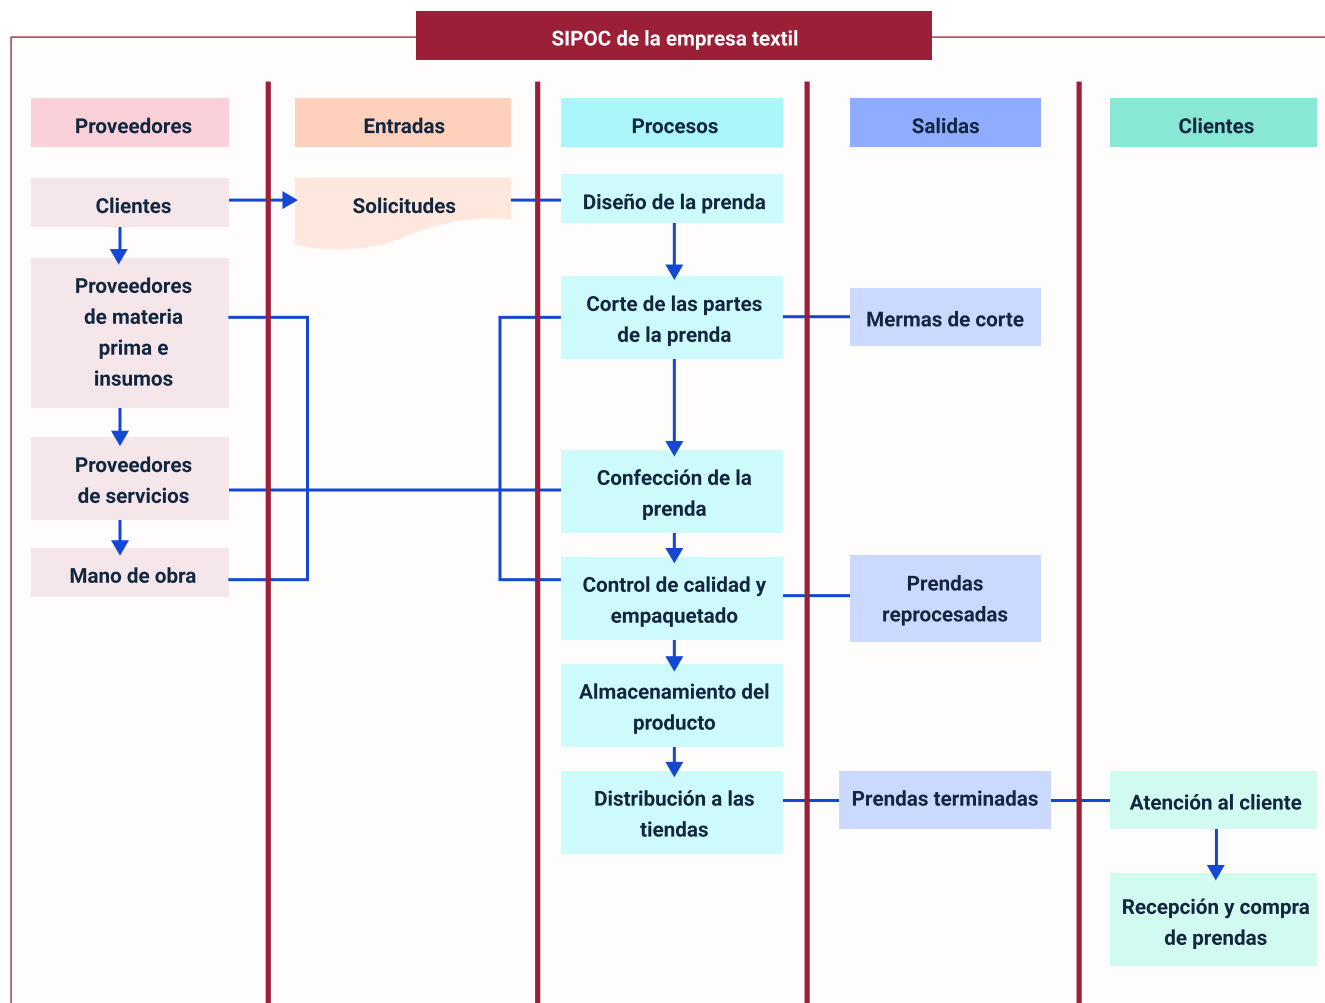 SIPOC de la empresa textil
Proveedores
Entradas
Procesos
Salidas
Clientes
Clientes
Proveedores
de materia
prima e
insumos
Proveedores
de servicios
Mano de obra
Solicitudes
Diseño de la prenda
Corte de las partes
de la prenda
Confección de la
prenda
Control de calidad y
empaquetado
Almacenamiento del
producto
Distribución a las
tiendas
Mermas de corte
Prendas
reprocesadas
Prendas terminadas
Atención al cliente
Recepción y compra
de prendas